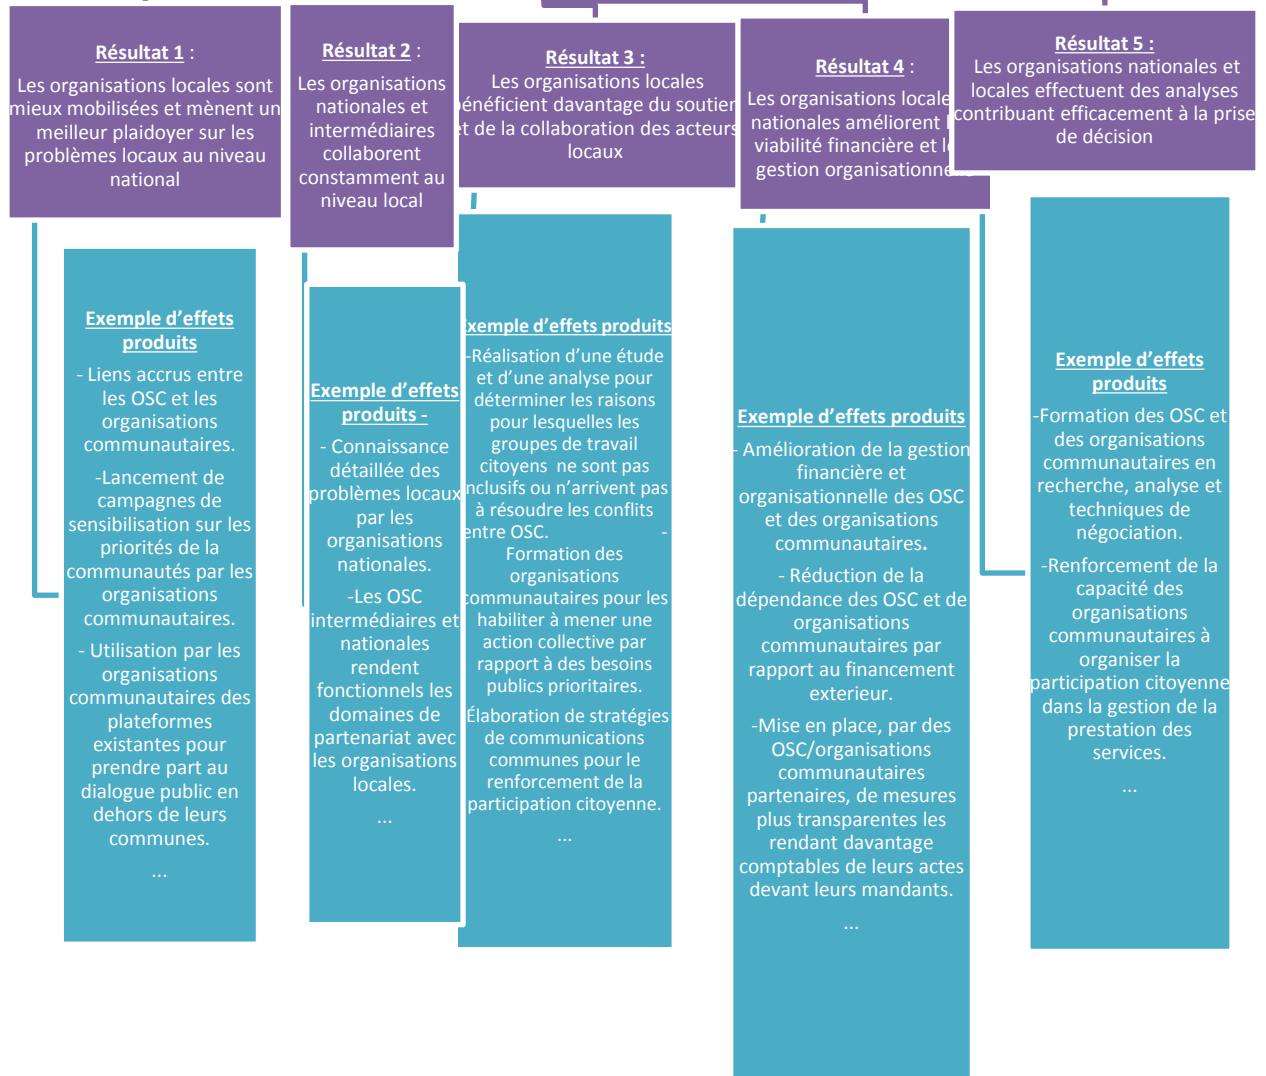 Résultat 1 :
Les organisations locales sont
mieux mobilisées et mènent un
meilleur plaidoyer sur les
problèmes locaux au niveau
national
Résultat 2 :
Les organisations
nationales et
intermédiaires
collaborent
constamment au
niveau local
Résultat 3 :
Les organisations locales
bénéficient davantage du soutien
et de la collaboration des acteurs
locaux
Résultat 4 :
Les organisations locale
nationales améliorent l
viabilité financière et le
gestion organisationnelle
Résultat 5 :
Les organisations nationales et
locales effectuent des analyses
contribuant efficacement à la prise
de décision
Exemple d'effets
produits
- Liens accrus entre
les OSC et les
organisations
communautaires.
-Lancement de
campagnes de
sensibilisation sur les
priorités de la
communautés par les
organisations
communautaires.
- Utilisation par les
organisations
communautaires des
plateformes
existantes pour
prendre part au
dialogue public en
dehors de leurs
communes.
...
Exemple d'effets
produits -
- Connaissance
détaillée des
problèmes locaux
par les
organisations
nationales.
-Les OSC
intermédiaires et
nationales
rendent
fonctionnels les
domaines de
partenariat avec
les organisations
locales.
...
Exemple d'effets produits
-Réalisation d'une étude
et d'une analyse pour
déterminer les raisons
pour lesquelles les
groupes de travail
citoyens ne sont pas
inclusifs ou n'arrivent pas
à résoudre les conflits
entre OSC. -
Formation des
organisations
communautaires pour les
habiliter à mener une
action collective par
rapport à des besoins
publics prioritaires.
Élaboration de stratégies
de communications
communes pour le
renforcement de la
participation citoyenne.
...
Exemple d'effets produits
- Amélioration de la gestion
financière et
organisationnelle des OSC
et des organisations
communautaires.
- Réduction de la
dépendance des OSC et de
organisations
communautaires par
rapport au financement
exterieur.
-Mise en place, par des
OSC/organisations
communautaires
partenaires, de mesures
plus transparentes les
rendant davantage
comptables de leurs actes
devant leurs mandants.
...
Exemple d'effets
produits
-Formation des OSC et
des organisations
communautaires en
recherche, analyse et
techniques de
négociation.
-Renforcement de la
capacité des
organisations
communautaires à
organiser la
participation citoyenne
dans la gestion de la
prestation des
services.
...